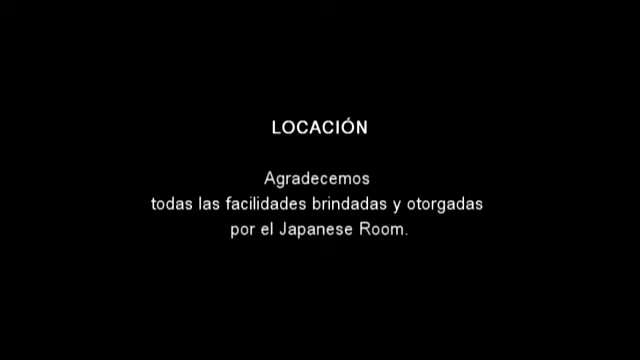 LOCACIÓN
Agradecemos
todas las facilidades brindadas y otorgadas
por el Japanese Room.